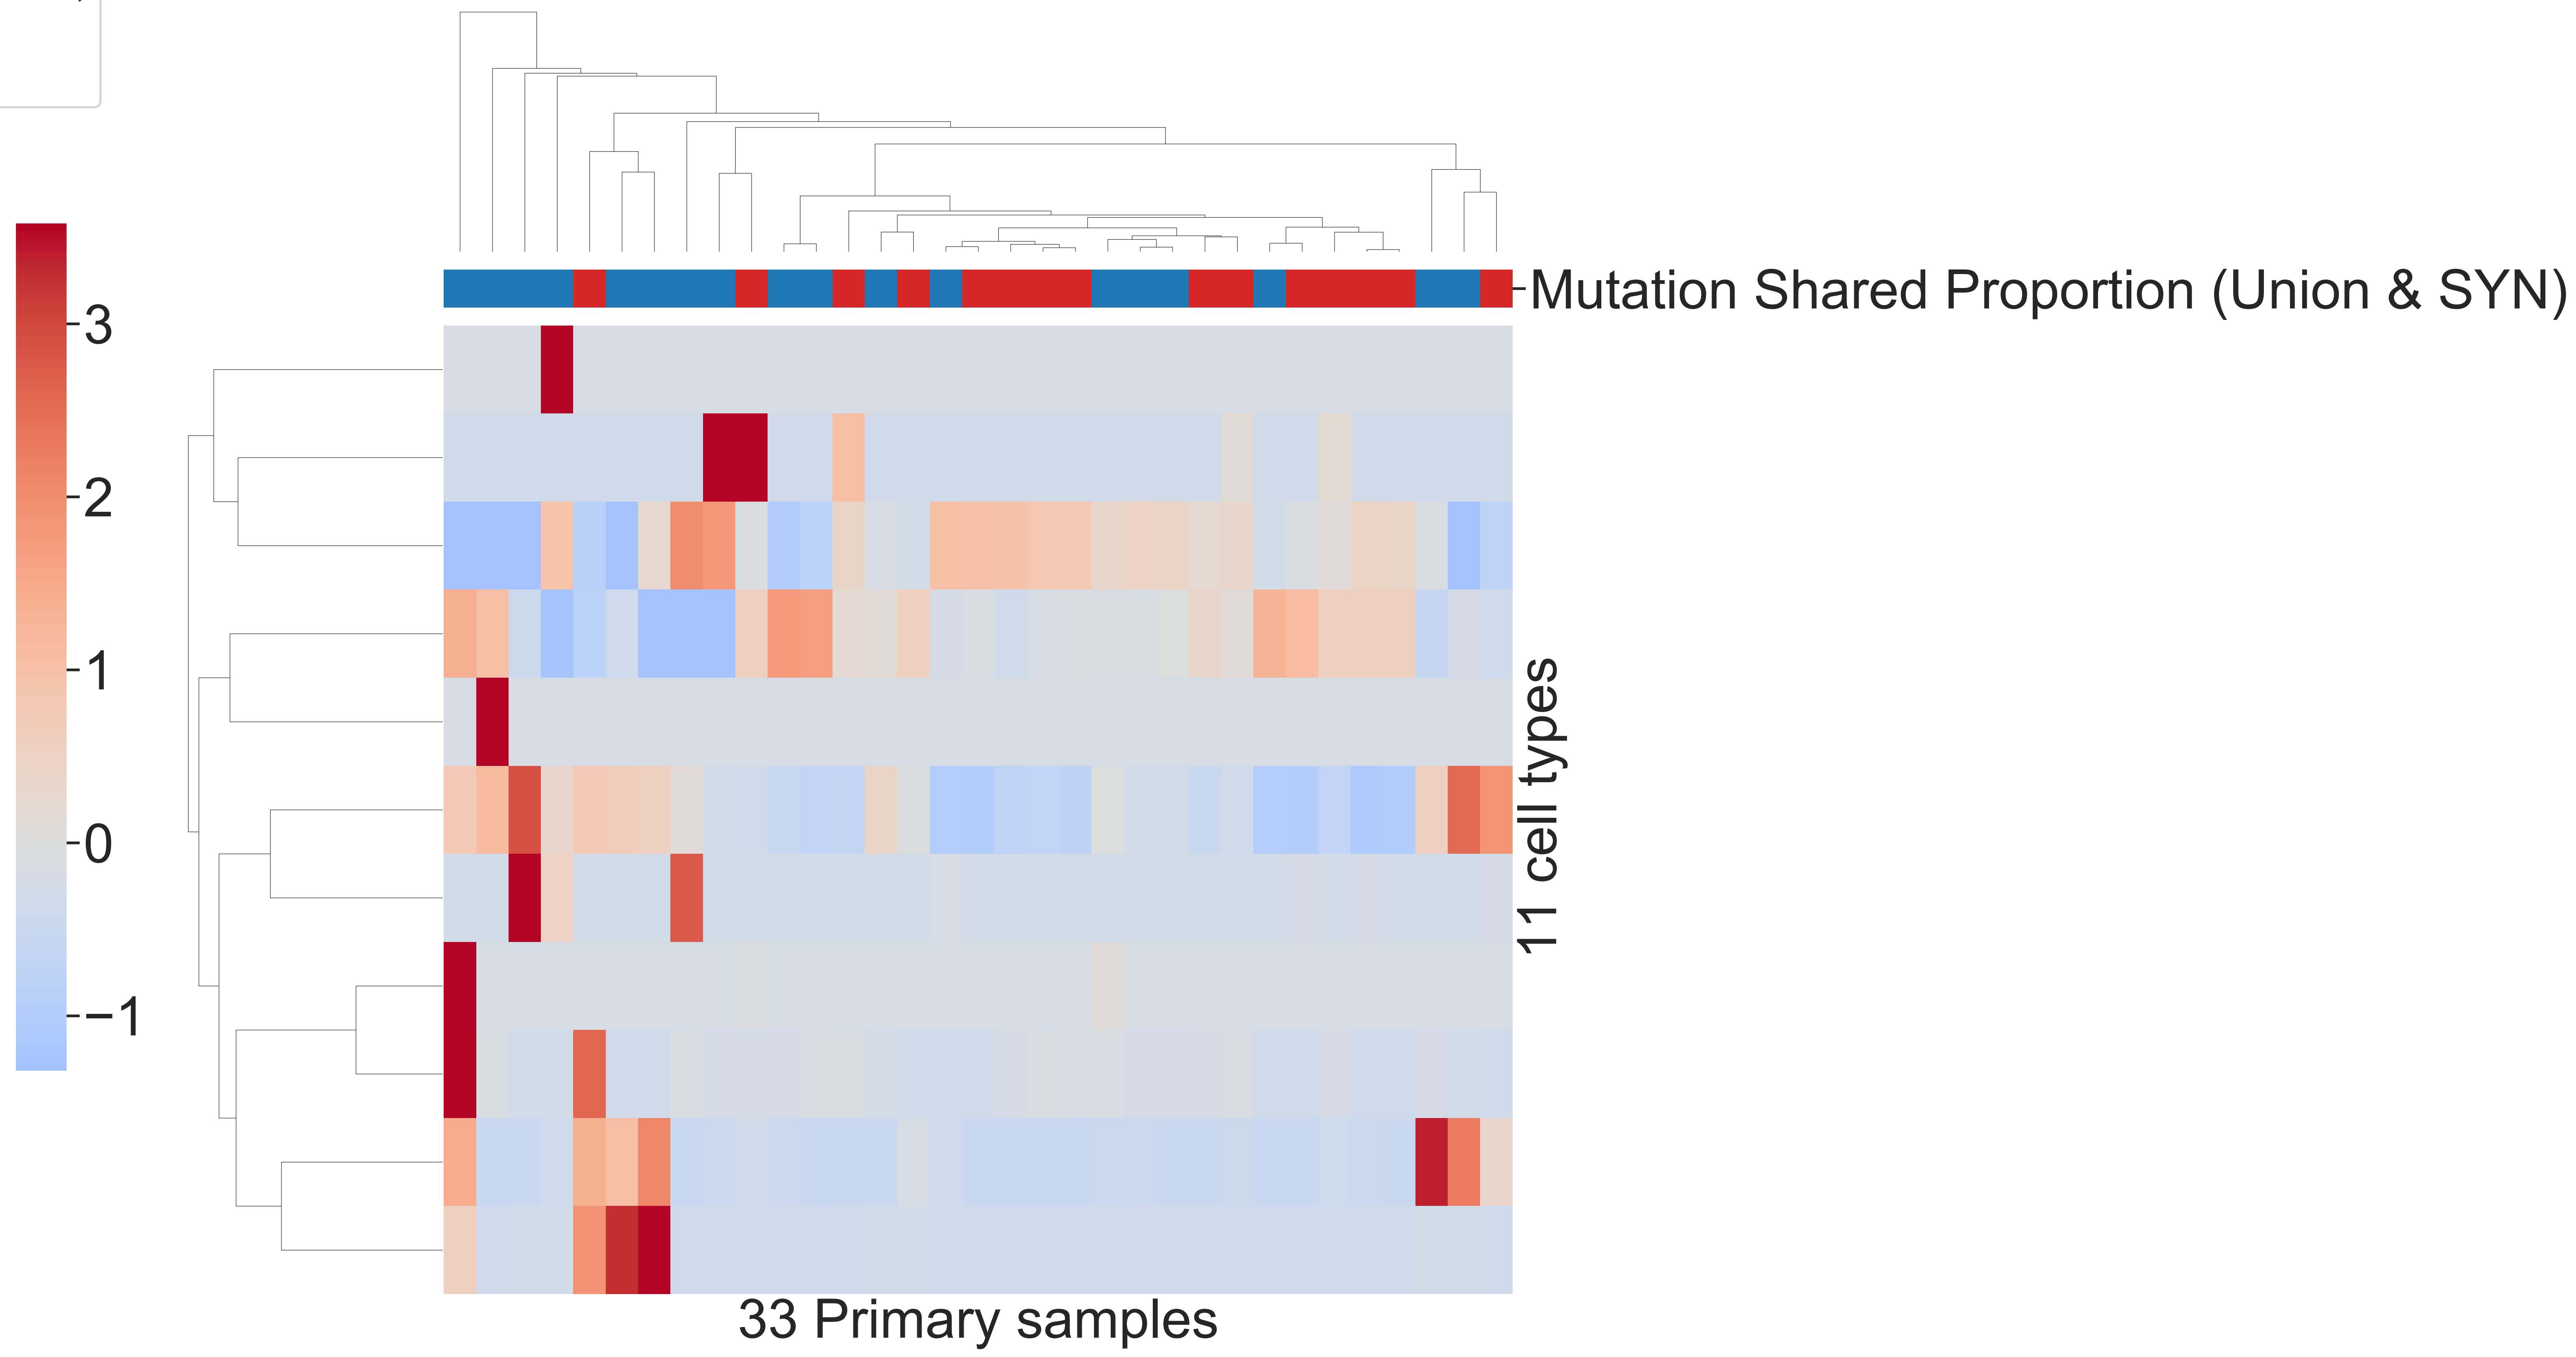 Mutation Shared Proportion (Union & SYN)
3
2
1
0
−1
11 cell types
33 Primary samples